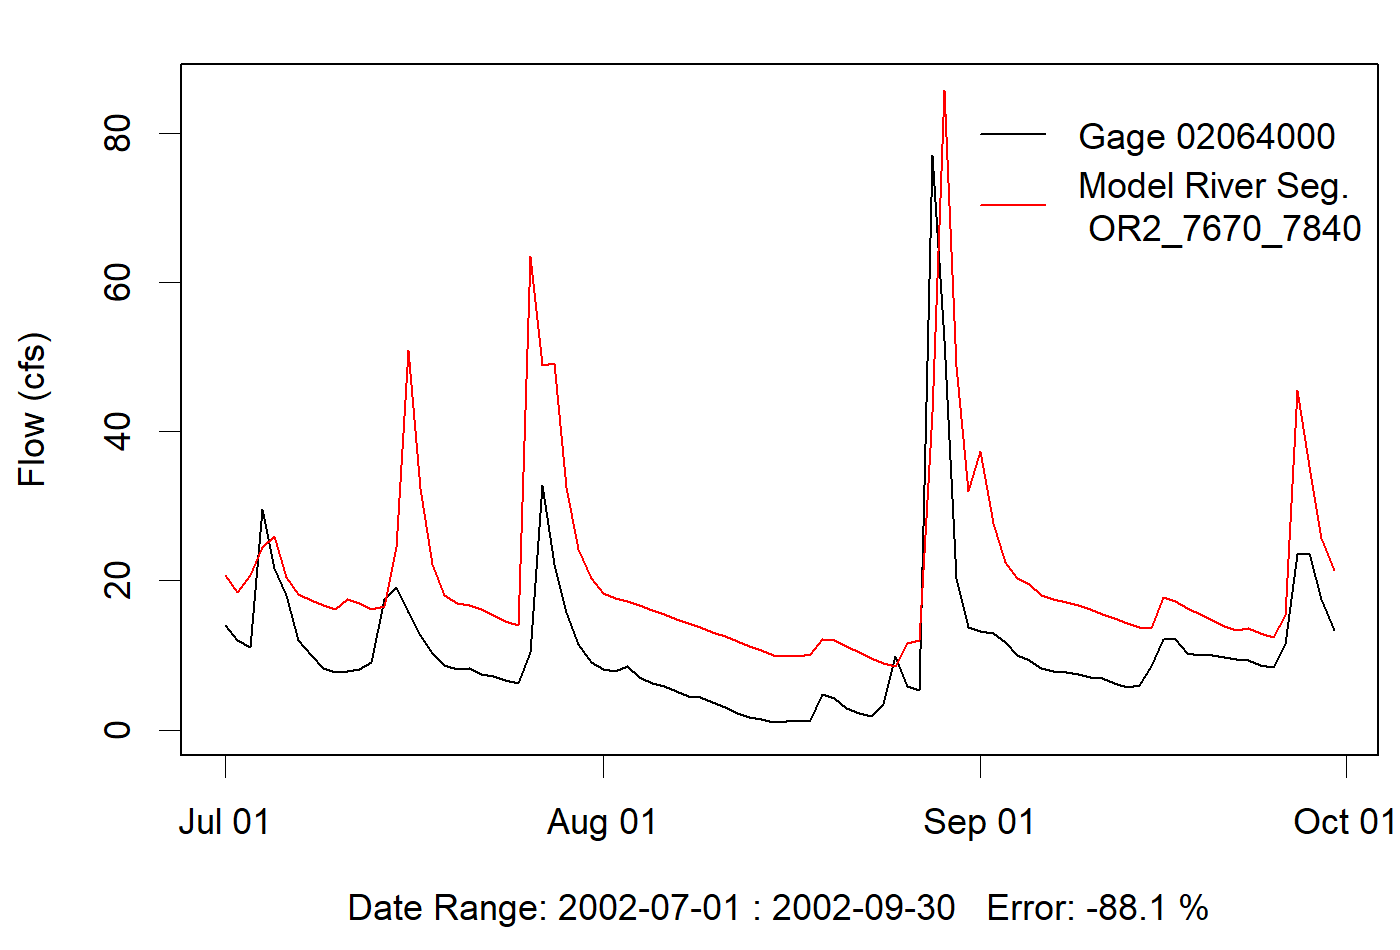 80
60
40
20
0
Flow (cfs)
Gage 02064000
Model River Seg.
OR2_7670_7840
Jul 01
Aug 01
Sep 01
Oct 01
Date Range: 2002-07-01 : 2002-09-30   Error: -88.1 %